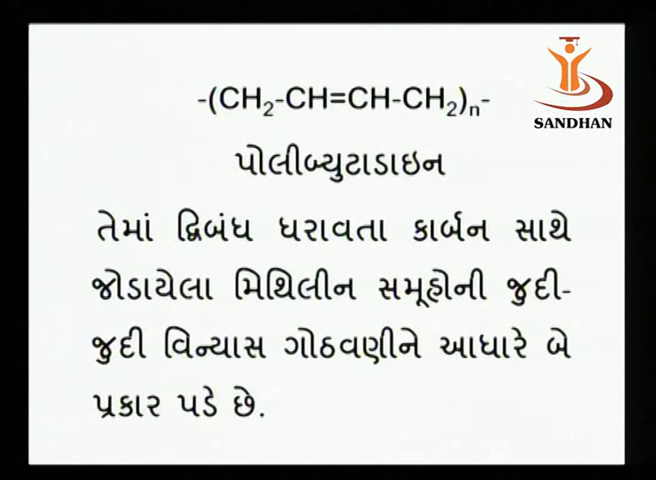 SANDHAN
-(CH₂-CH=CH-CH₂)ₙ-
પોલીબ્યુટાડાઇન
તેમાં દ્વિબંધ ધરાવતા કાર્બન સાથે
જોડાયેલા મિથિલીન સમૂહોની જુદી-
જુદી વિન્યાસ ગોઠવણીને આધારે બે
પ્રકાર પડે છે.